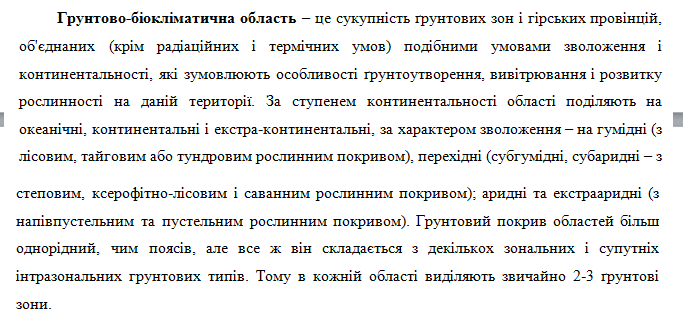 Грунтово-біокліматична область – це сукупність грунтових зон і гірських провінцій,
об'єднаних (крім радіаційних і термічних умов) подібними умовами зволоження і
континентальності, які зумовлюють особливості ґрунтоутворення, вивітрювання і розвитку
рослинності на даній території. За ступенем континентальності області поділяють на
океанічні, континентальні і екстра-континентальні, за характером зволоження – на гумідні (з
лісовим, тайговим або тундровим рослинним покривом), перехідні (субгумідні, субаридні – з
степовим, ксерофітно-лісовим і саванним рослинним покривом); аридні та екстрааридні (з
напівпустельним та пустельним рослинним покривом). Грунтовий покрив областей більш
однорідний, чим поясів, але все ж він складається з декількох зональних і супутніх
інтразональних грунтових типів. Тому в кожній області виділяють звичайно 2-3 ґрунтові
зони.